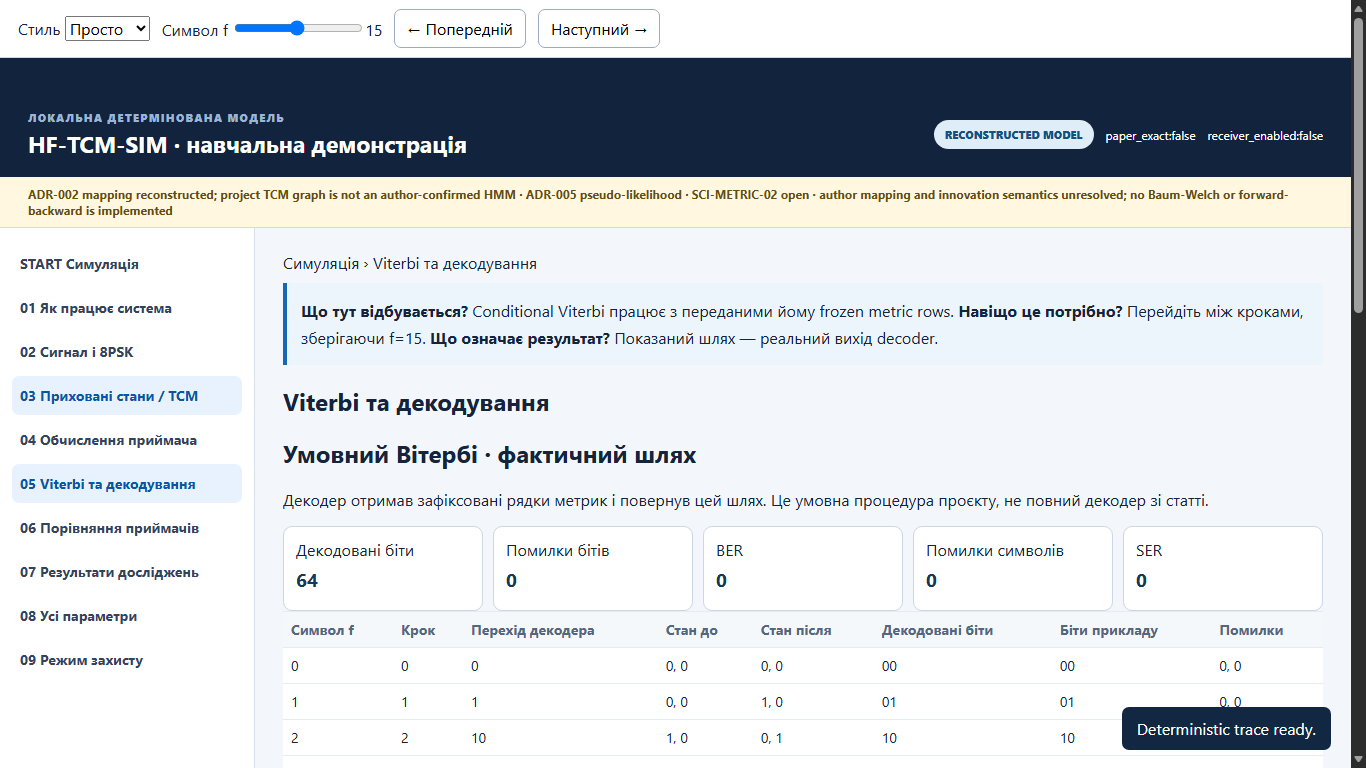 Стиль Просто Символ f 15 ← Попередній Наступний →
ЛОКАЛЬНА ДЕТЕРМІНОВАНА МОДЕЛЬ
HF-TCM-SIM · навчальна демонстрація
RECONSTRUCTED MODEL paper_exact:false receiver_enabled:false
ADR-002 mapping reconstructed; project TCM graph is not an author-confirmed HMM · ADR-005 pseudo-likelihood · SCI-METRIC-02 open · author mapping and innovation semantics unresolved; no Baum-Welch or forward-
backward is implemented
START Симуляція
01 Як працює система
02 Сигнал і 8PSK
03 Приховані стани / TCM
04 Обчислення приймача
05 Viterbi та декодування
06 Порівняння приймачів
07 Результати досліджень
08 Усі параметри
09 Режим захисту
Симуляція › Viterbi та декодування
Що тут відбувається? Conditional Viterbi працює з переданими йому frozen metric rows. Навіщо це потрібно? Перейдіть між кроками,
зберігаючи f=15. Що означає результат? Показаний шлях — реальний вихід decoder.
Viterbi та декодування
Умовний Вітербі · фактичний шлях
Декодер отримав зафіксовані рядки метрик і повернув цей шлях. Це умовна процедура проєкту, не повний декодер зі статті.
Декодовані біти Помилки бітів BER Помилки символів SER
64 0 0 0 0
Символ f Крок Перехід декодера Стан до Стан після Декодовані біти Біти прикладу Помилки
0 0 0 0, 0 0, 0 00 00 0, 0
1 1 1 0, 0 1, 0 01 01 0, 0
2 2 10 1, 0 0, 1 10 10
Deterministic trace ready.